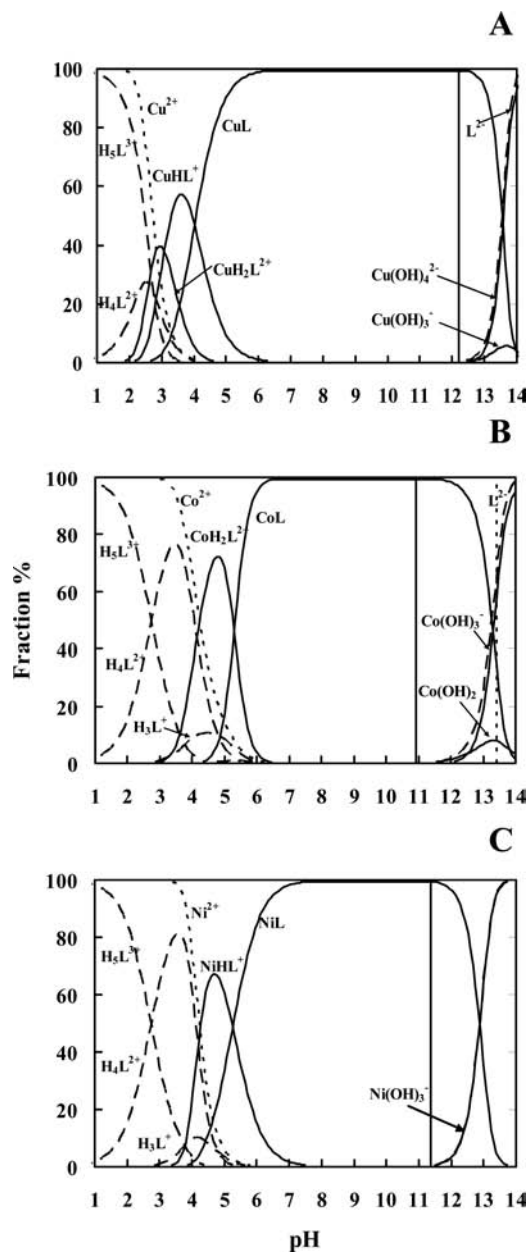 A
100
80
60
40
20
0
Cu²⁺
H₅L³⁺
CuL
CuHL⁺
CuH₂L²⁺
H₄L²⁺
L²⁻
Cu(OH)₄²⁻
Cu(OH)₃⁻
1 2 3 4 5 6 7 8 9 10 11 12 13 14
B
Fraction %
100
80
60
40
20
0
Co²⁺
H₅L³⁺
CoH₂L²⁺
CoL
H₄L²⁺
H₃L⁺
L²⁻
Co(OH)₃⁻
Co(OH)₂
1 2 3 4 5 6 7 8 9 10 11 12 13 14
C
100
80
60
40
20
0
Ni²⁺
H₅L³⁺
NiL
NiHL⁺
H₄L²⁺
H₃L⁺
Ni(OH)₃⁻
1 2 3 4 5 6 7 8 9 10 11 12 13 14
pH